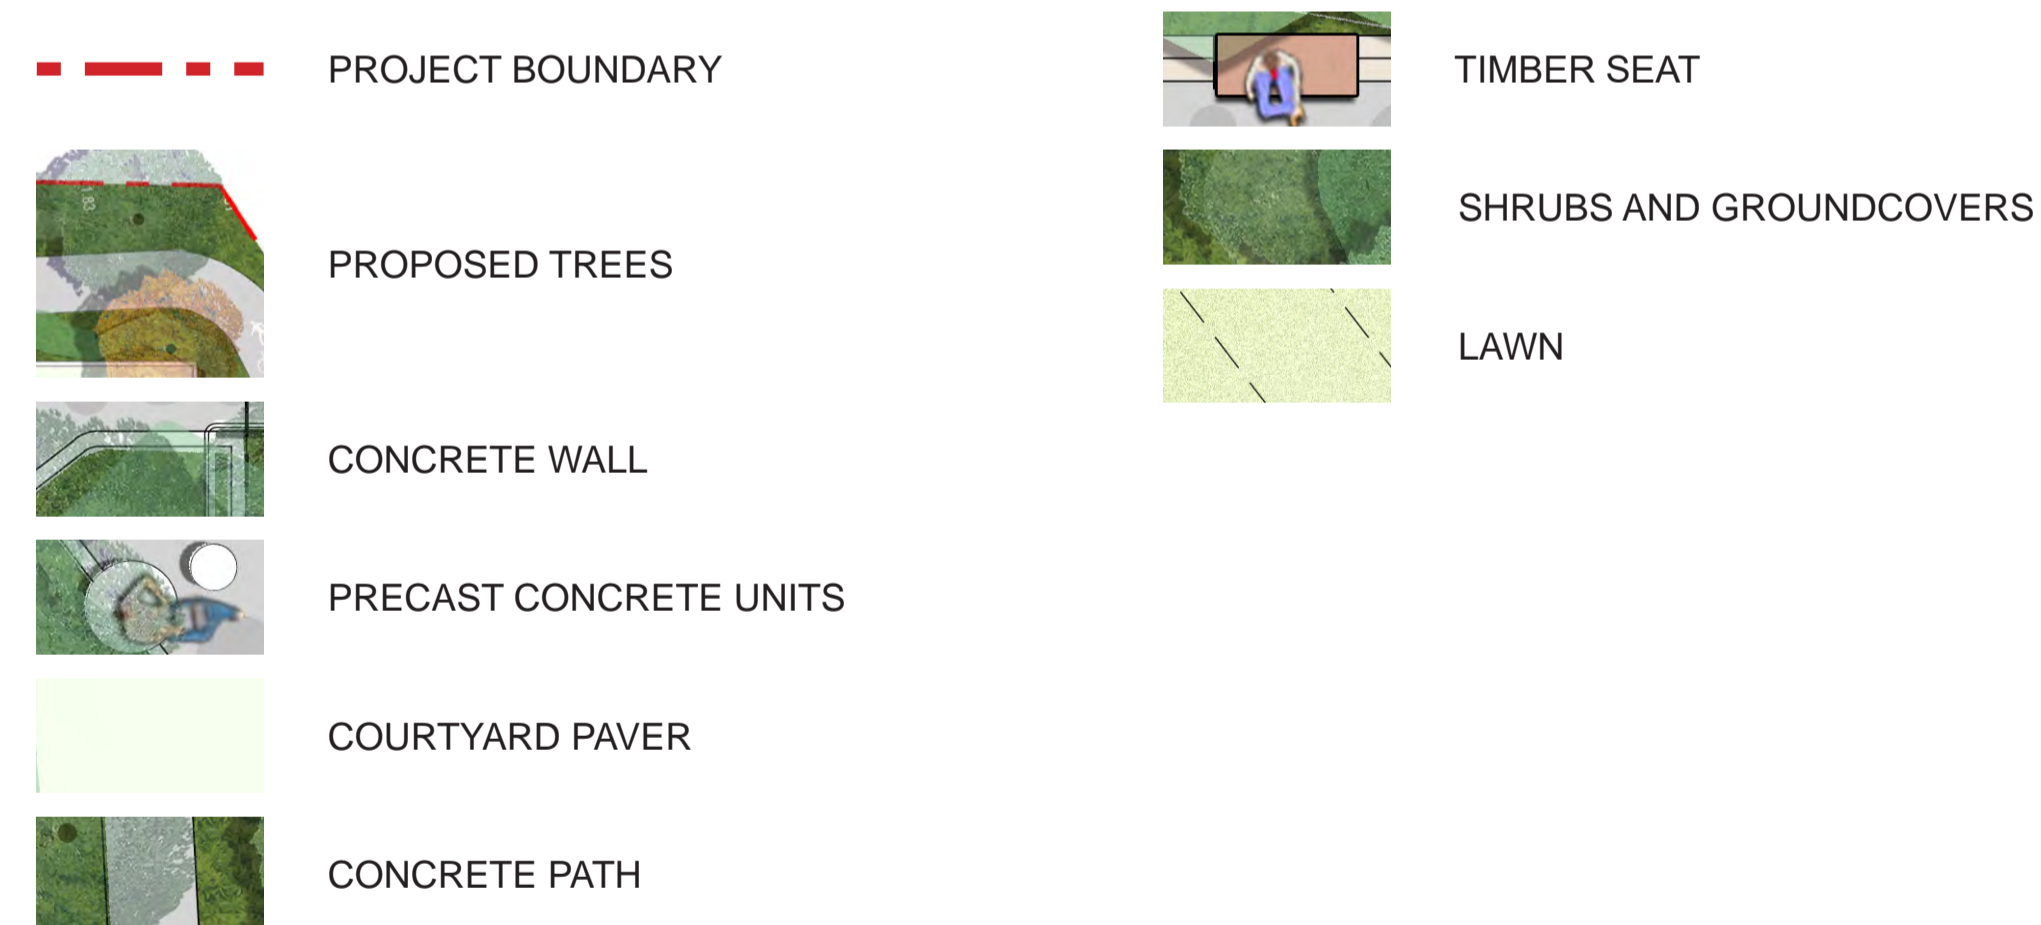 PROJECT BOUNDARY
PROPOSED TREES
CONCRETE WALL
PRECAST CONCRETE UNITS
COURTYARD PAVER
CONCRETE PATH
TIMBER SEAT
SHRUBS AND GROUNDCOVERS
LAWN